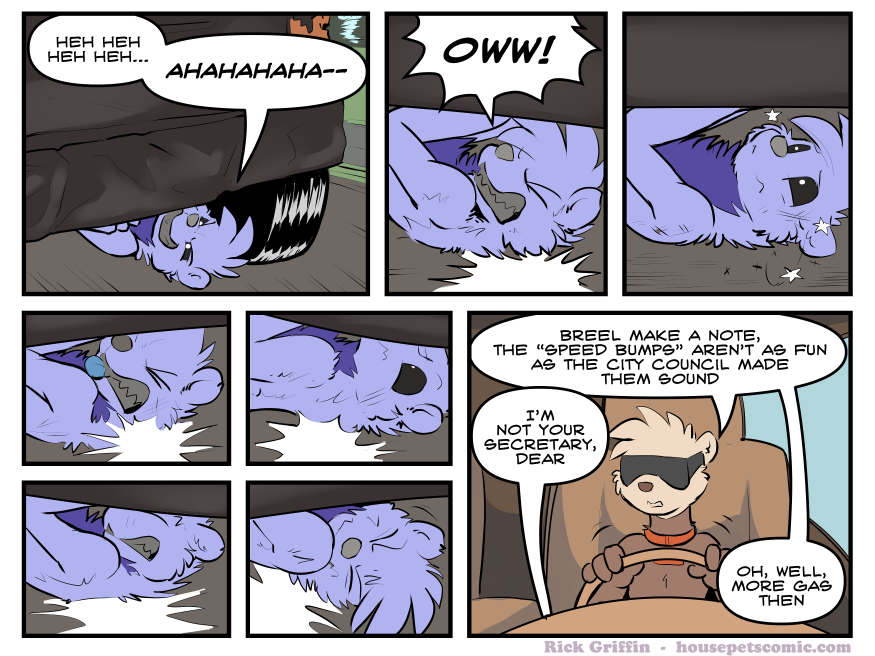 HEH HEH
HEH HEH...
AHAHAHAHA--
OWW!
BREEL MAKE A NOTE,
THE "SPEED BUMPS" AREN'T AS FUN
AS THE CITY COUNCIL MADE
THEM SOUND
I'M
NOT YOUR
SECRETARY,
DEAR
OH, WELL,
MORE GAS
THEN
Rick Griffin - housepetscomic.com